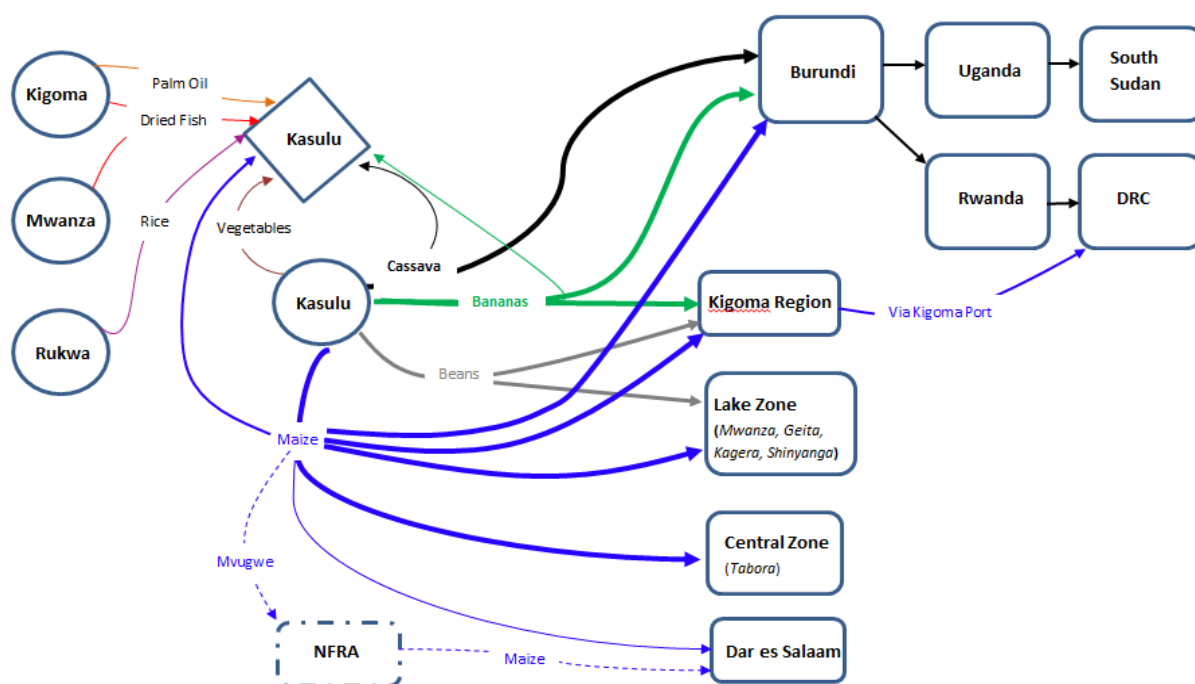 Kigoma
Palm Oil
Dried Fish
Kasulu
Mwanza
Rice
Vegetables
Rukwa
Cassava
Kasulu
Bananas
Beans
Maize
Mvugwe
NFRA
Maize
Burundi
Uganda
South
Sudan
Rwanda
DRC
Kigoma Region
Via Kigoma Port
Lake Zone
(Mwanza, Geita,
Kagera, Shinyanga)
Central Zone
(Tabora)
Dar es Salaam